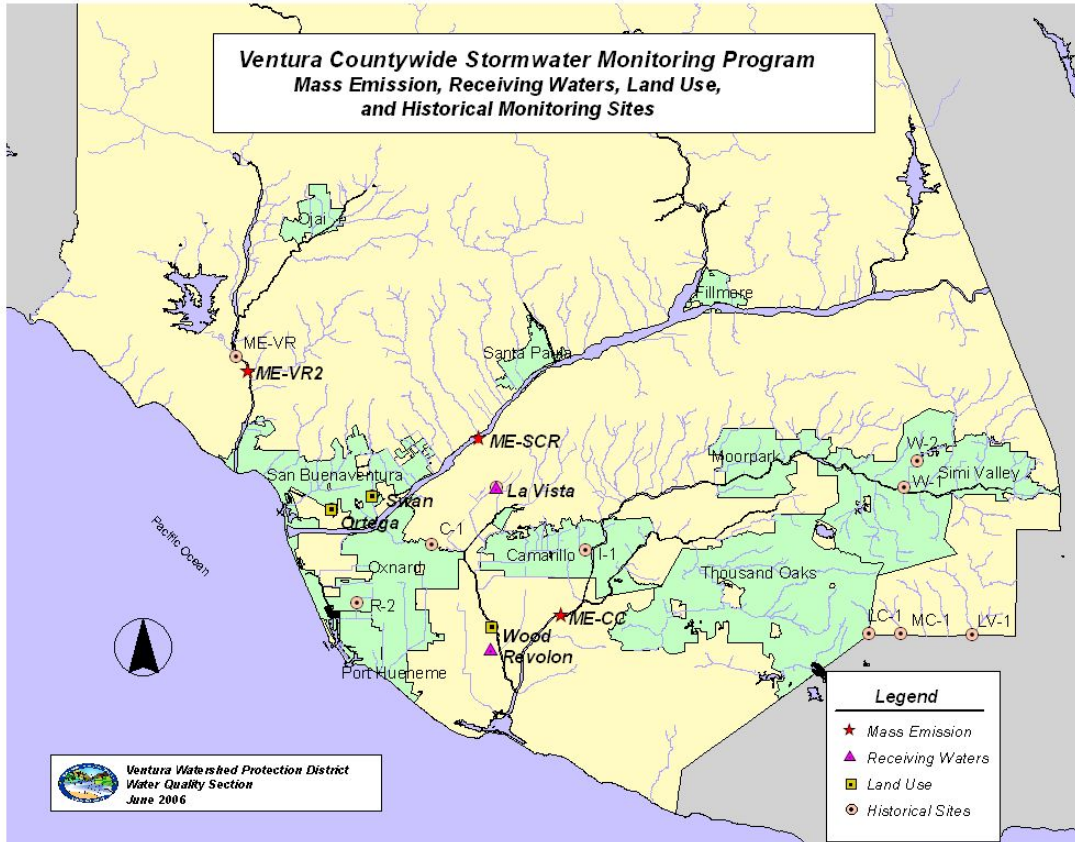 Ventura Countywide Stormwater Monitoring Program
Mass Emission, Receiving Waters, Land Use,
and Historical Monitoring Sites
Ojai
Fillmore
Santa Paula
ME-VR
ME-VR2
ME-SCR
San Buenaventura
Swan
Ortega
La Vista
Moorpark
W-2
Simi Valley
W-1
C-1
Camarillo
I-1
Oxnard
Thousand Oaks
Pacific Ocean
R-2
ME-CC
LC-1
MC-1
LV-1
Wood
Revolon
Port Hueneme
Legend
Mass Emission
Receiving Waters
Land Use
Historical Sites
Ventura Watershed Protection District
Water Quality Section
June 2006